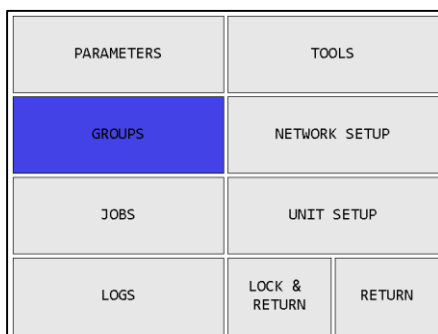 PARAMETERS
TOOLS
GROUPS
NETWORK SETUP
JOBS
UNIT SETUP
LOGS
LOCK &
RETURN
RETURN